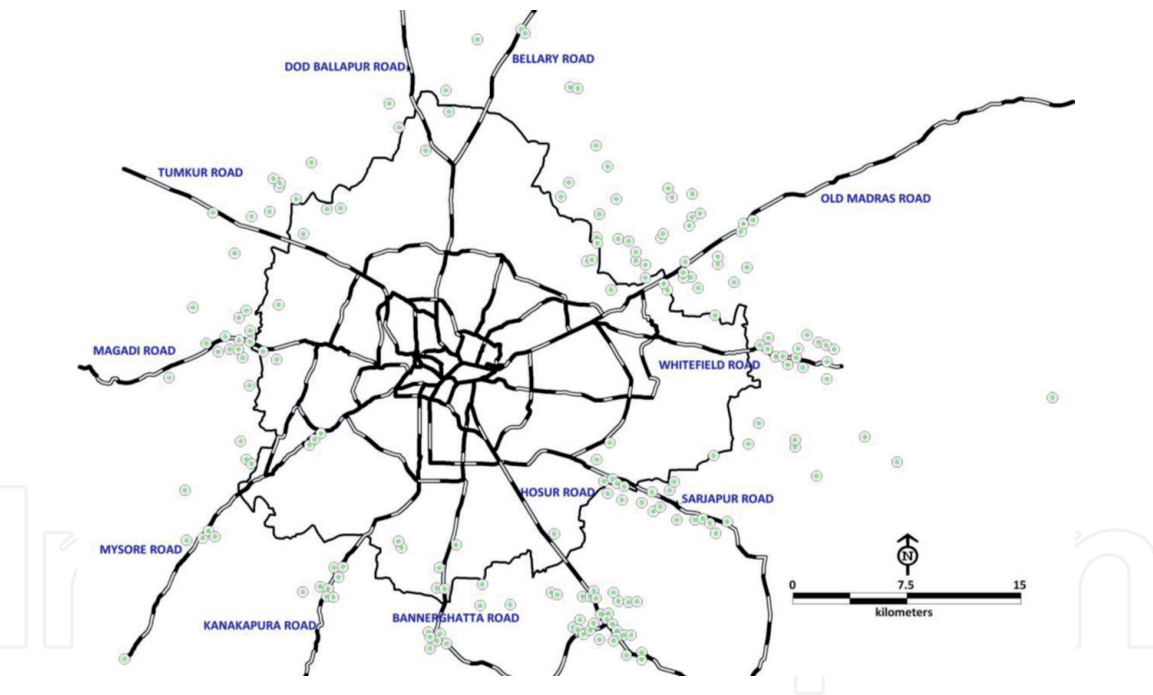 BELLARY ROAD
DOD BALLAPUR ROAD
TUMKUR ROAD
OLD MADRAS ROAD
MAGADI ROAD
WHITEFIELD ROAD
HOSUR ROAD
SARJAPUR ROAD
MYSORE ROAD
N
0 7.5 15
kilometers
BANNERGHATTA ROAD
KANAKAPURA ROAD